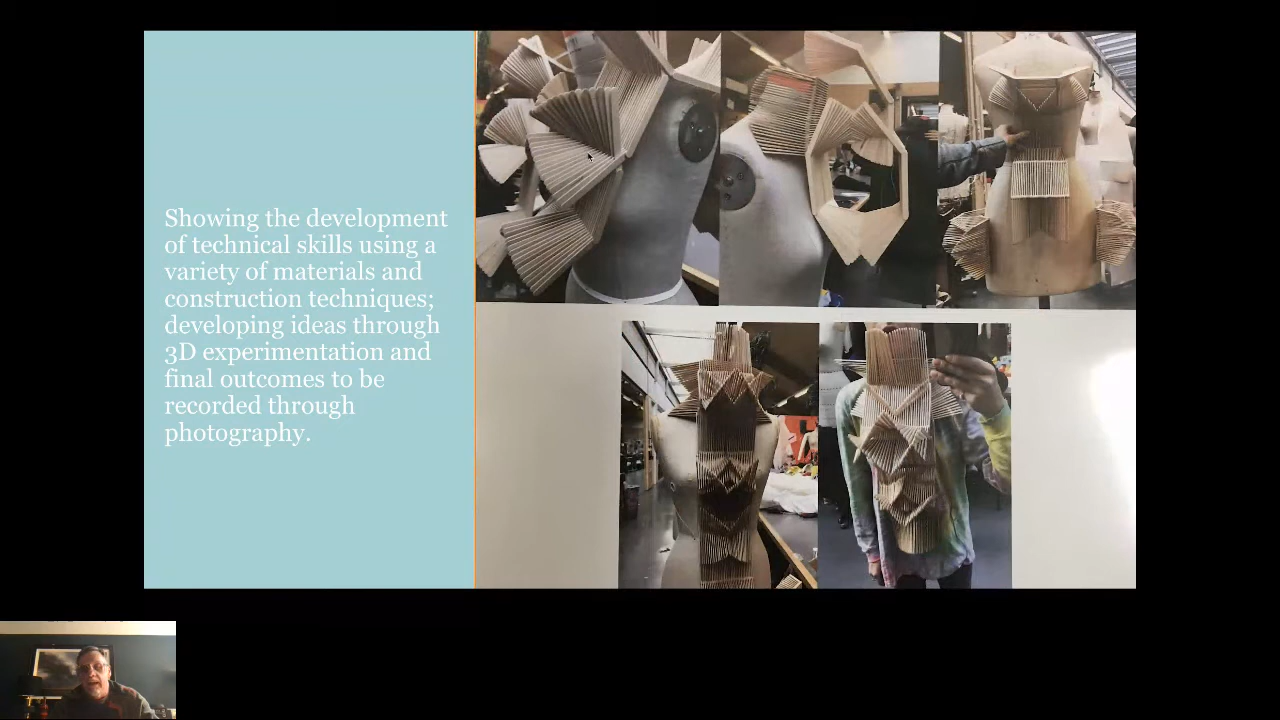 Showing the development
of technical skills using a
variety of materials and
construction techniques;
developing ideas through
3D experimentation and
final outcomes to be
recorded through
photography.